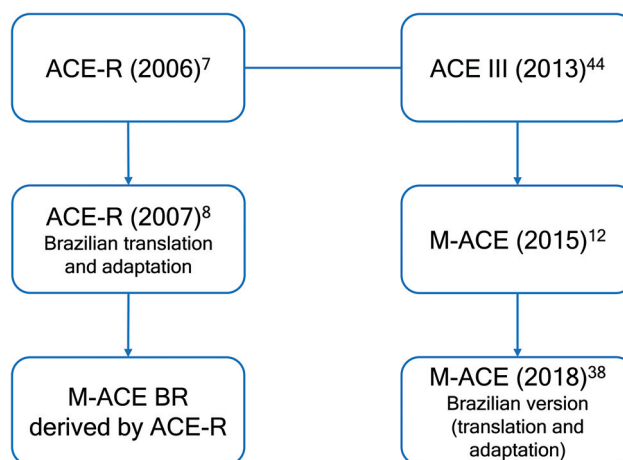 ACE-R (2006)⁷
ACE III (2013)⁴⁴
ACE-R (2007)⁸
Brazilian translation
and adaptation
M-ACE (2015)¹²
M-ACE BR
derived by ACE-R
M-ACE (2018)³⁸
Brazilian version
(translation and
adaptation)